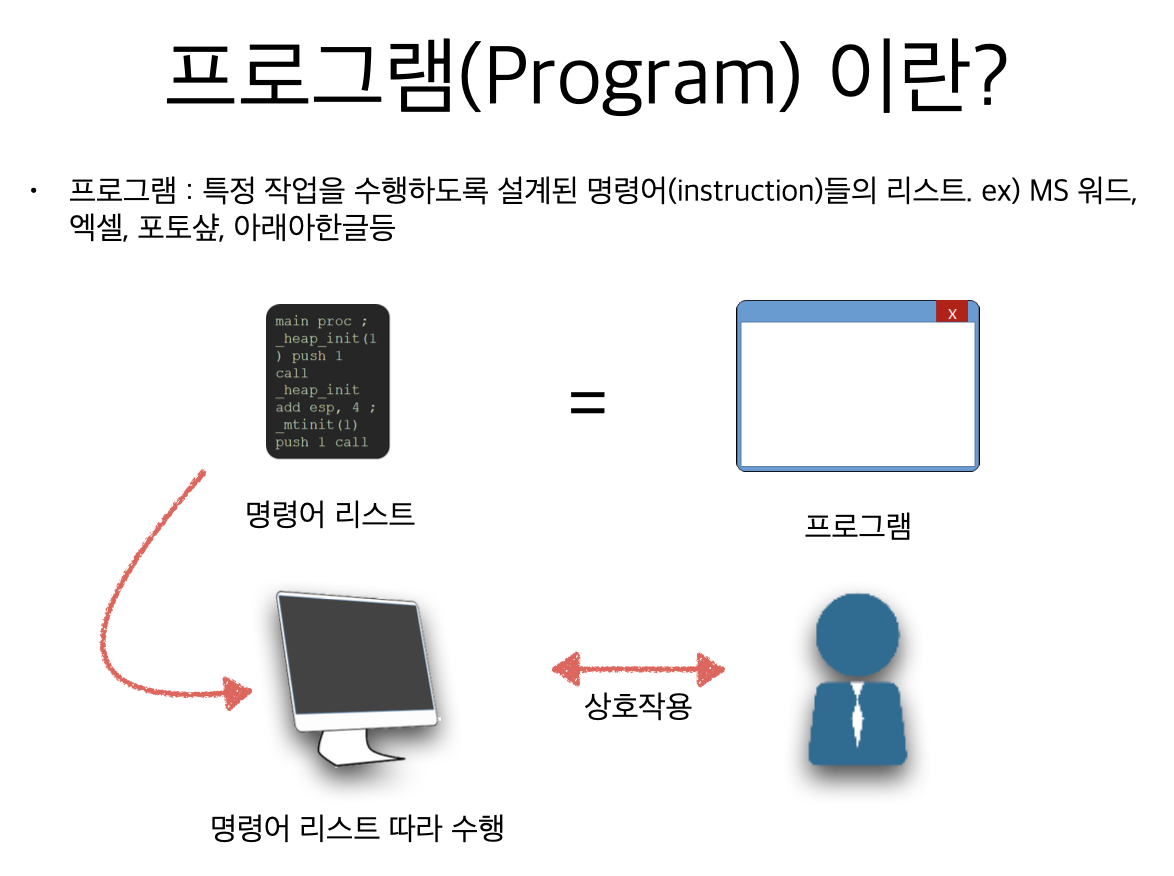 프로그램(Program) 이란?
• 프로그램 : 특정 작업을 수행하도록 설계된 명령어(instruction)들의 리스트. ex) MS 워드,
엑셀, 포토샾, 아래아한글등
main proc ;
_heap_init(1
) push 1
call
_heap_init
add esp, 4 ;
_mtinit(1)
push 1 call
=
x
명령어 리스트
프로그램
상호작용
명령어 리스트 따라 수행